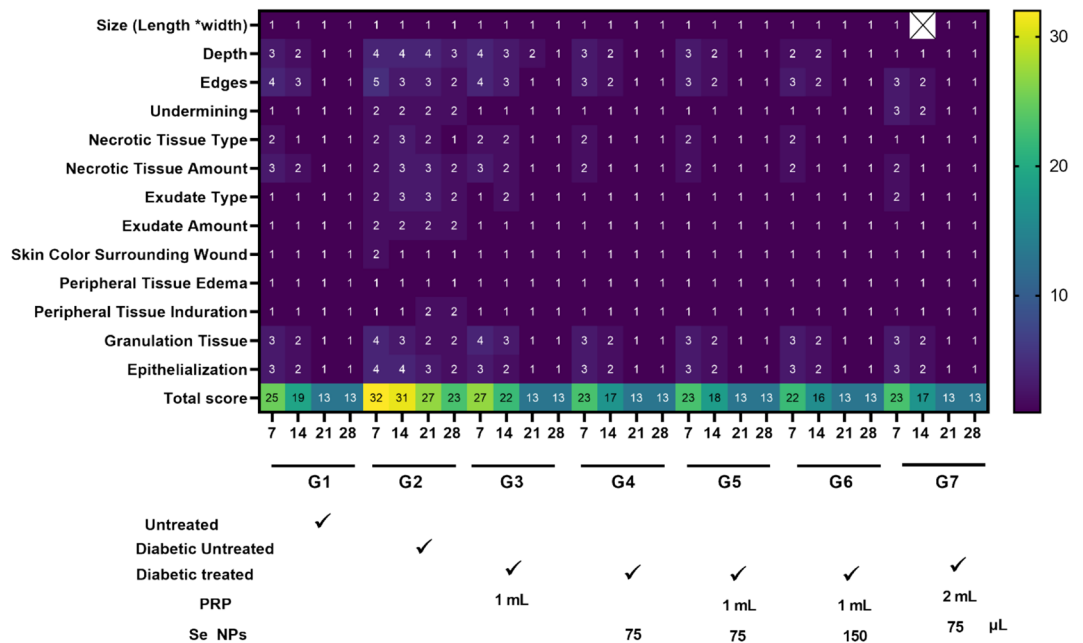 Size (Length *width) 1 1 1 1 1 1 1 1 1 1 1 1 1 1 1 1 1 1 1 1 1 1 1 1 1 1 1
Depth 3 2 1 1 4 4 4 3 4 3 2 1 3 2 1 1 3 2 1 1 2 2 1 1 1 1 1 1
Edges 4 3 1 1 5 3 3 2 4 3 1 1 3 2 1 1 3 2 1 1 3 2 1 1 3 2 1 1
Undermining 1 1 1 1 2 2 2 2 1 1 1 1 1 1 1 1 1 1 1 1 1 1 1 1 3 2 1 1
Necrotic Tissue Type 2 1 1 1 2 3 2 1 2 2 1 1 2 1 1 1 2 1 1 1 2 1 1 1 1 1 1 1
Necrotic Tissue Amount 3 2 1 1 2 3 3 2 3 2 1 1 2 1 1 1 2 1 1 1 2 1 1 1 2 1 1 1
Exudate Type 1 1 1 1 2 3 3 2 1 2 1 1 1 1 1 1 1 1 1 1 1 1 1 1 2 1 1 1
Exudate Amount 1 1 1 1 2 2 2 2 1 1 1 1 1 1 1 1 1 1 1 1 1 1 1 1 1 1 1 1
Skin Color Surrounding Wound 1 1 1 1 2 1 1 1 1 1 1 1 1 1 1 1 1 1 1 1 1 1 1 1 1 1 1 1
Peripheral Tissue Edema 1 1 1 1 1 1 1 1 1 1 1 1 1 1 1 1 1 1 1 1 1 1 1 1 1 1 1 1
Peripheral Tissue Induration 1 1 1 1 1 1 2 2 1 1 1 1 1 1 1 1 1 1 1 1 1 1 1 1 1 1 1 1
Granulation Tissue 3 2 1 1 4 3 2 2 4 3 1 1 3 2 1 1 3 2 1 1 3 2 1 1 3 2 1 1
Epithelialization 3 2 1 1 4 4 3 2 3 2 1 1 3 2 1 1 3 2 1 1 3 2 1 1 3 2 1 1
Total score 25 19 13 13 32 31 27 23 27 22 13 13 23 17 13 13 23 18 13 13 22 16 13 13 23 17 13 13
7 14 21 28 7 14 21 28 7 14 21 28 7 14 21 28 7 14 21 28 7 14 21 28 7 14 21 28
30
20
10
G1 G2 G3 G4 G5 G6 G7
Untreated ✓
Diabetic Untreated ✓
Diabetic treated ✓ ✓ ✓ ✓ ✓
PRP 1 mL 1 mL 1 mL 2 mL
Se NPs 75 75 150 75 µL